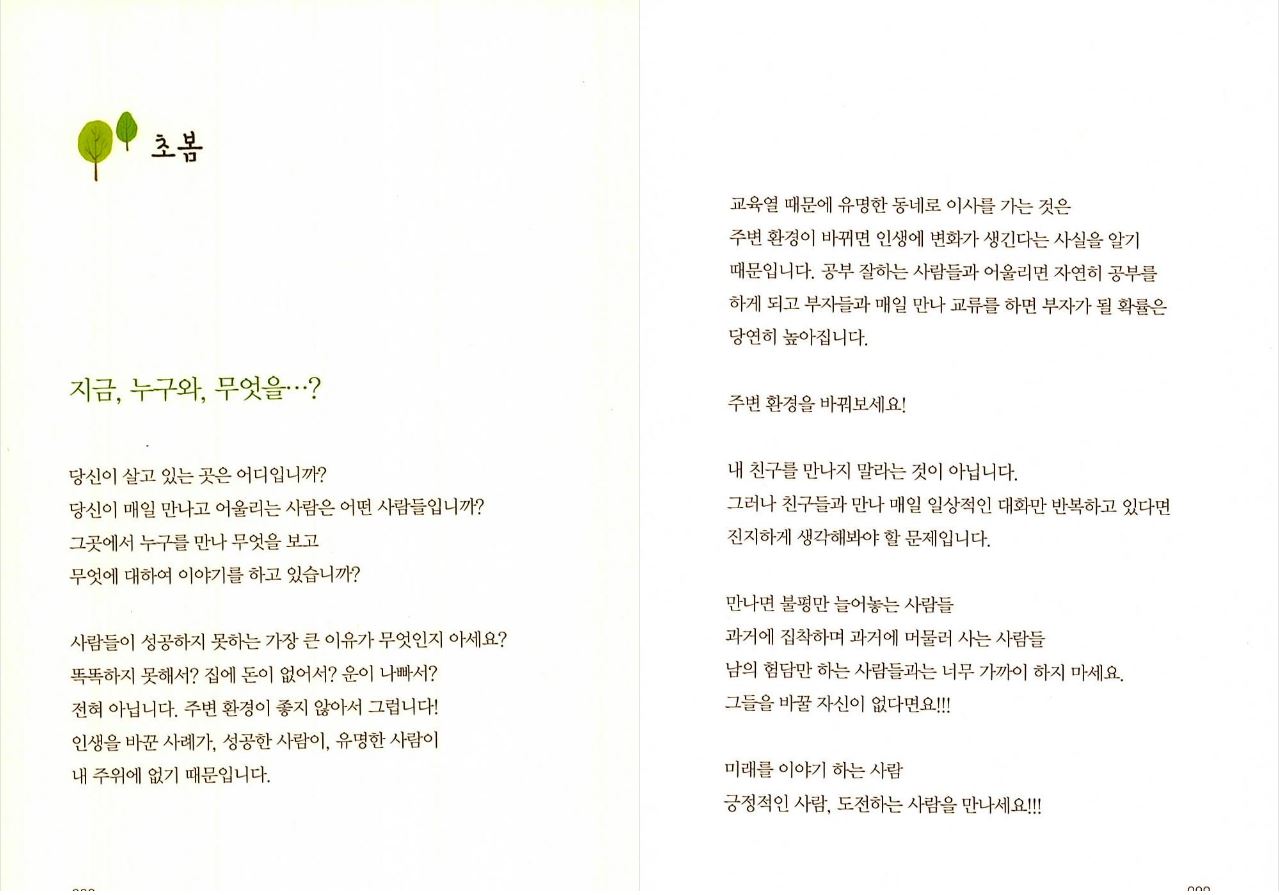 초봄
지금, 누구와, 무엇을…?
당신이 살고 있는 곳은 어디입니까?
당신이 매일 만나고 어울리는 사람은 어떤 사람들입니까?
그곳에서 누구를 만나 무엇을 보고
무엇에 대하여 이야기를 하고 있습니까?
사람들이 성공하지 못하는 가장 큰 이유가 무엇인지 아세요?
똑똑하지 못해서? 집에 돈이 없어서? 운이 나빠서?
전혀 아닙니다. 주변 환경이 좋지 않아서 그럽니다!
인생을 바꾼 사례가, 성공한 사람이, 유명한 사람이
내 주위에 없기 때문입니다.
교육열 때문에 유명한 동네로 이사를 가는 것은
주변 환경이 바뀌면 인생에 변화가 생긴다는 사실을 알기
때문입니다. 공부 잘하는 사람들과 어울리면 자연히 공부를
하게 되고 부자들과 매일 만나 교류를 하면 부자가 될 확률은
당연히 높아집니다.
주변 환경을 바꿔보세요!
내 친구를 만나지 말라는 것이 아닙니다.
그러나 친구들과 만나 매일 일상적인 대화만 반복하고 있다면
진지하게 생각해봐야 할 문제입니다.
만나면 불평만 늘어놓는 사람들
과거에 집착하며 과거에 머물러 사는 사람들
남의 험담만 하는 사람들과는 너무 가까이 하지 마세요.
그들을 바꿀 자신이 없다면요!!!
미래를 이야기 하는 사람
긍정적인 사람, 도전하는 사람을 만나세요!!!